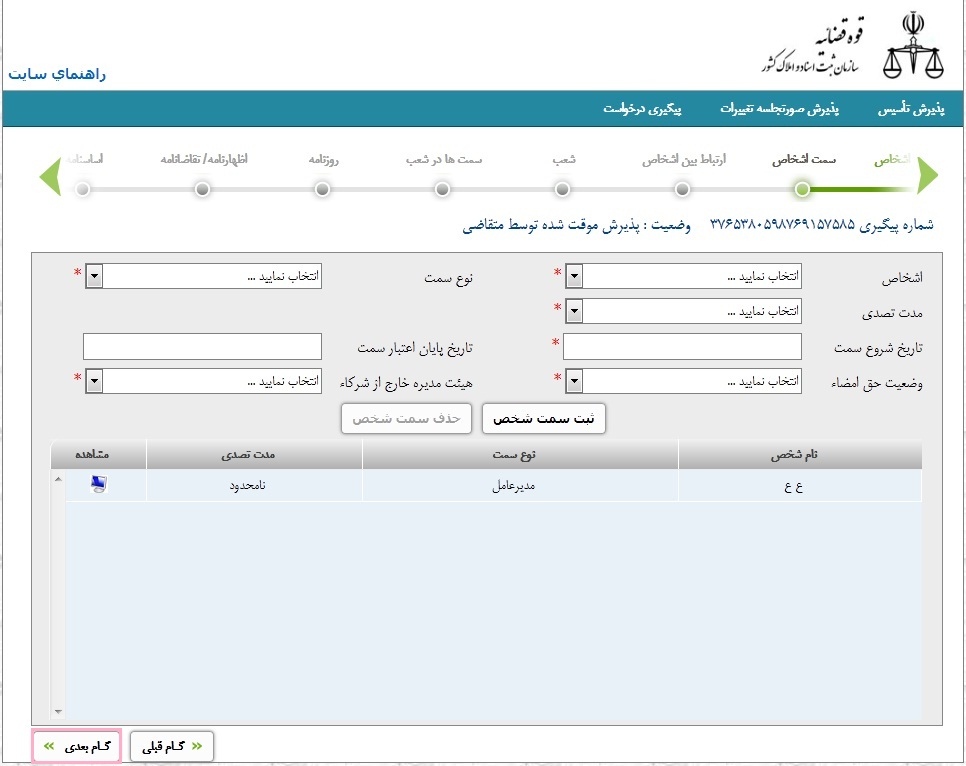 قوه قضائیه
سازمان ثبت اسناد و املاک کشور
راهنماي سایت
پذیرش تأسیس
پذیرش صورتجلسه تغییرات
پیگیری درخواست
اشخاص
سمت اشخاص
ارتباط بین اشخاص
شعب
سمت ها در شعب
روزنامه
اظهارنامه/ تقاضانامه
اساسنامه
شماره پیگیری ۳۷۶۵۳۸۰۵۹۸۷۶۹۱۵۷۵۸۵ وضعیت : پذیرش موقت شده توسط متقاضی
اشخاص انتخاب نمایید ... * نوع سمت انتخاب نمایید ... *
مدت تصدی انتخاب نمایید ... *
تاریخ شروع سمت * تاریخ پایان اعتبار سمت
وضعیت حق امضاء انتخاب نمایید ... * هیئت مدیره خارج از شرکاء انتخاب نمایید ... *
ثبت سمت شخص
حذف سمت شخص
نام شخص نوع سمت مدت تصدی مشاهده
ع ع مدیرعامل نامحدود
گام قبلی
گام بعدی